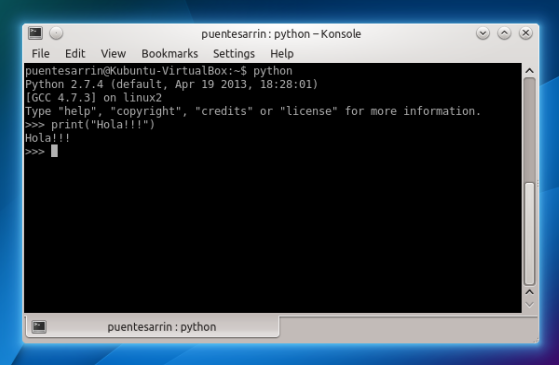 puentesarrin : python – Konsole
File Edit View Bookmarks Settings Help
puentesarrin@Kubuntu-VirtualBox:~$ python
Python 2.7.4 (default, Apr 19 2013, 18:28:01)
[GCC 4.7.3] on linux2
Type "help", "copyright", "credits" or "license" for more information.
>>> print("Hola!!!")
Hola!!!
>>>
puentesarrin : python